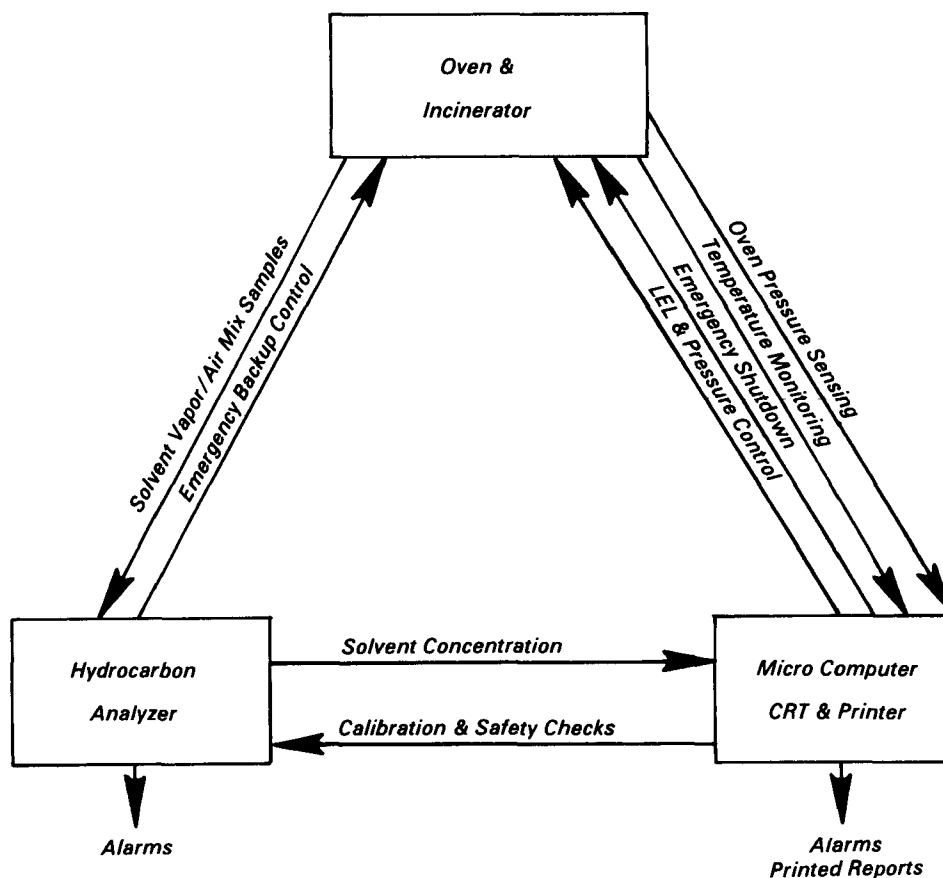 Oven &
Incinerator
Solvent Vapor/Air Mix Samples
Emergency Backup Control
Oven Pressure Sensing
Temperature Monitoring
Emergency Shutdown
LEL & Pressure Control
Hydrocarbon
Analyzer
Solvent Concentration
Calibration & Safety Checks
Micro Computer
CRT & Printer
Alarms
Alarms
Printed Reports